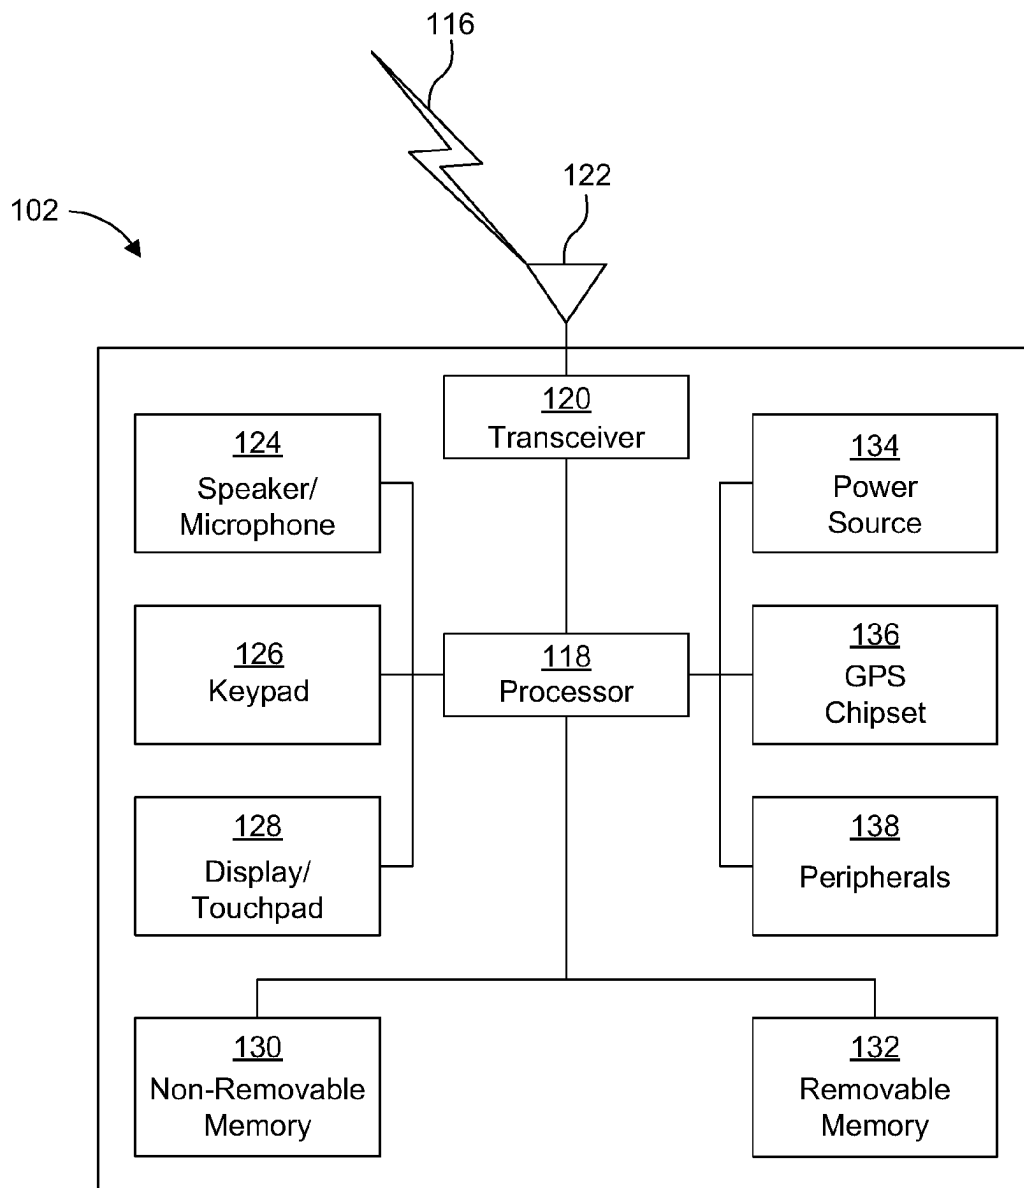 116
122
102
120
Transceiver
124
Speaker/
Microphone
134
Power
Source
126
Keypad
118
Processor
136
GPS
Chipset
128
Display/
Touchpad
138
Peripherals
130
Non-Removable
Memory
132
Removable
Memory